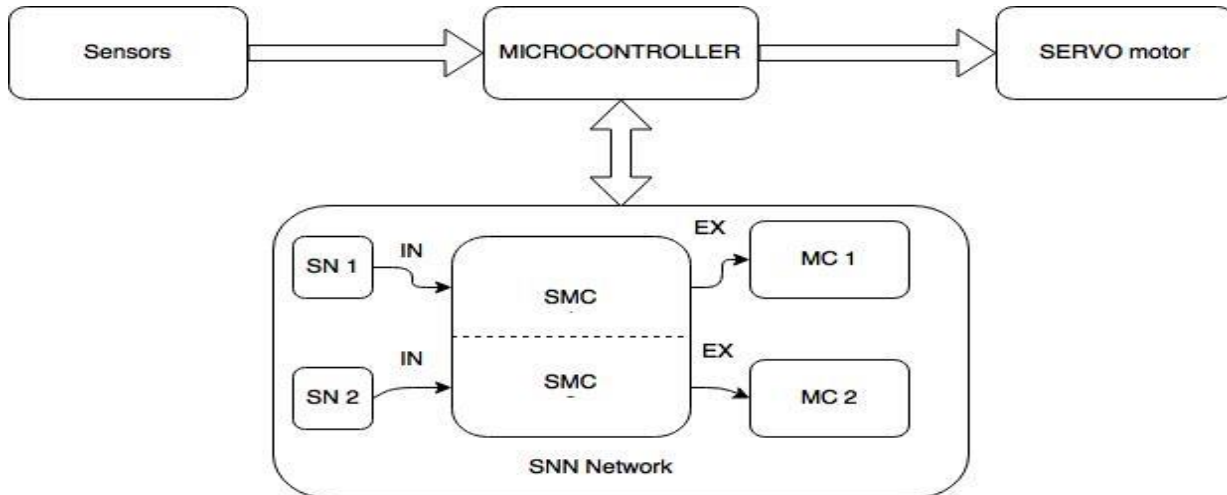 Sensors
MICROCONTROLLER
SERVO motor
SN 1
IN
SMC
EX
MC 1
SN 2
IN
SMC
EX
MC 2
SNN Network